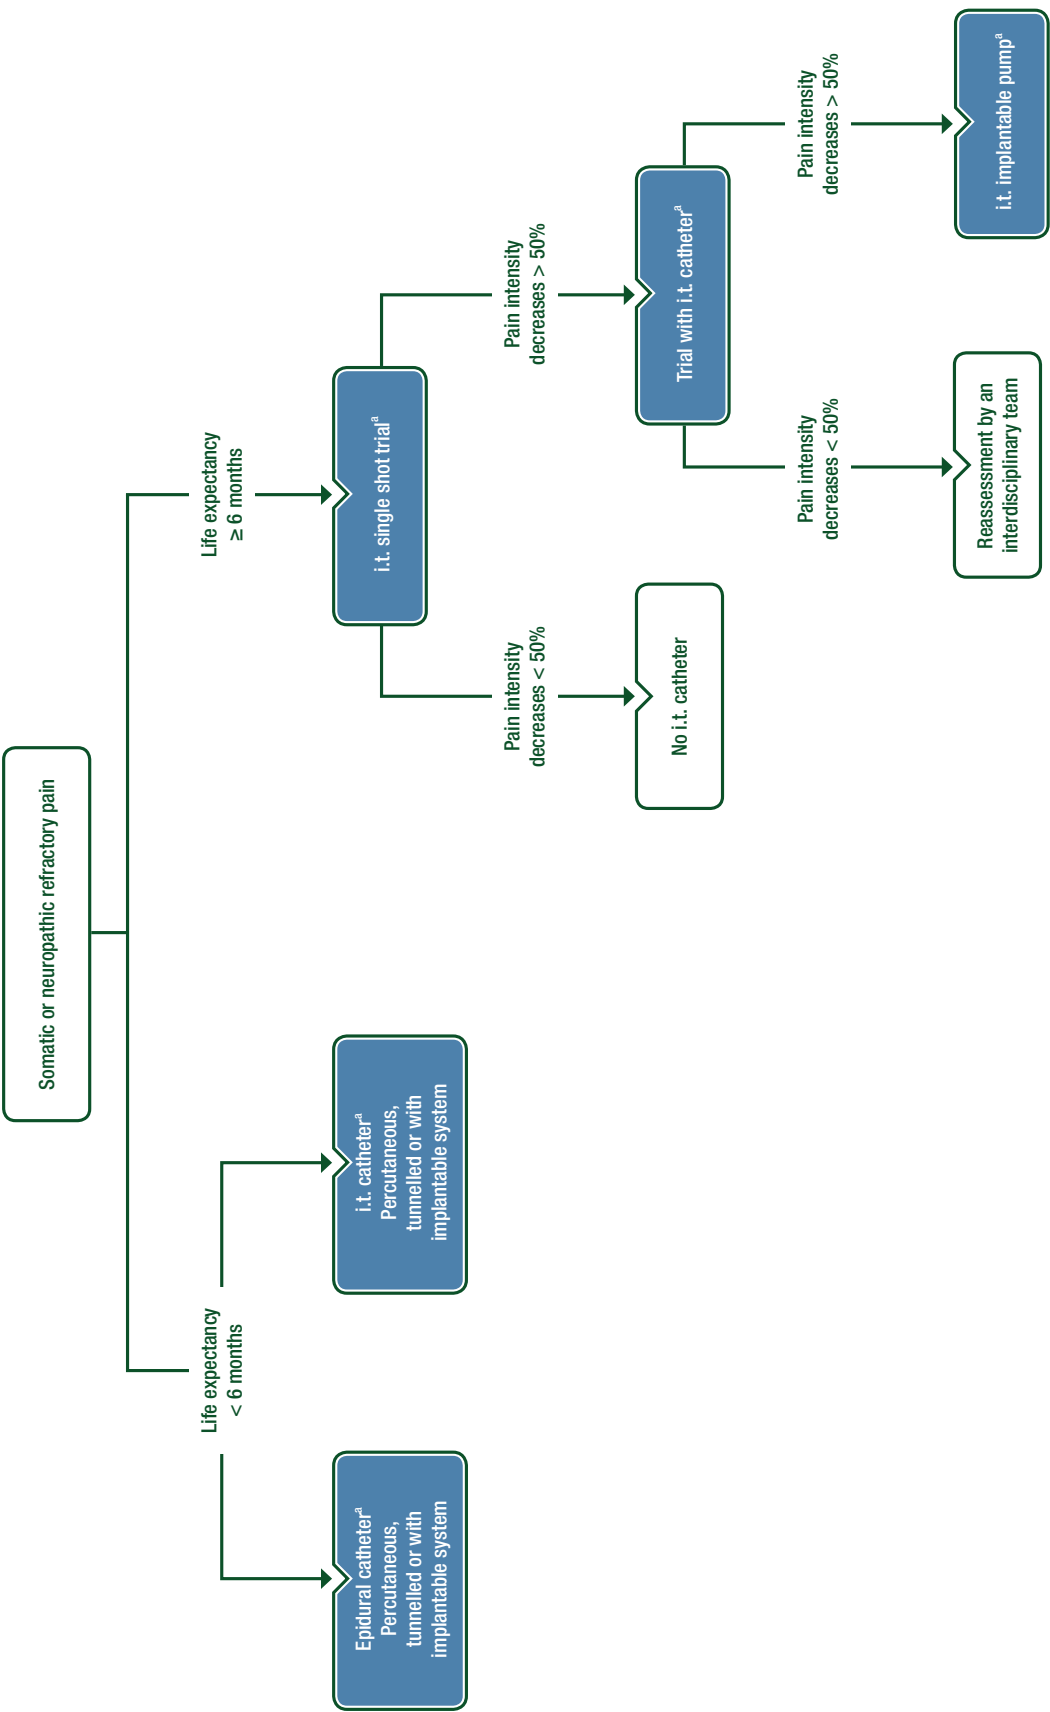 Somatic or neuropathic refractory pain
Life expectancy
< 6 months
Life expectancy
≥ 6 months
Epidural catheterᵃ
Percutaneous,
tunnelled or with
implantable system
i.t. catheterᵃ
Percutaneous,
tunnelled or with
implantable system
i.t. single shot trialᵃ
Pain intensity
decreases < 50%
Pain intensity
decreases > 50%
No i.t. catheter
Trial with i.t. catheterᵃ
Pain intensity
decreases < 50%
Pain intensity
decreases > 50%
Reassessment by an
interdisciplinary team
i.t. implantable pumpᵃ